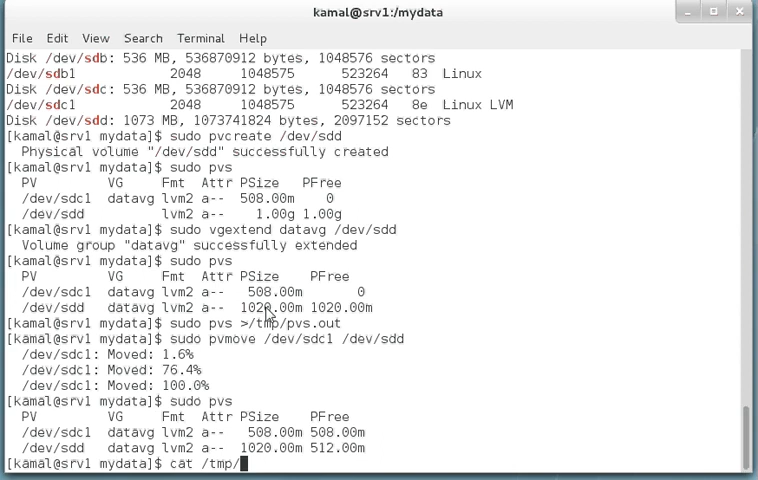 kamal@srv1:/mydata
File Edit View Search Terminal Help
Disk /dev/sdb: 536 MB, 536870912 bytes, 1048576 sectors
/dev/sdb1 2048 1048575 523264 83 Linux
Disk /dev/sdc: 536 MB, 536870912 bytes, 1048576 sectors
/dev/sdc1 2048 1048575 523264 8e Linux LVM
Disk /dev/sdd: 1073 MB, 1073741824 bytes, 2097152 sectors
[kamal@srv1 mydata]$ sudo pvcreate /dev/sdd
Physical volume "/dev/sdd" successfully created
[kamal@srv1 mydata]$ sudo pvs
PV VG Fmt Attr PSize PFree
/dev/sdc1 datavg lvm2 a-- 508.00m 0
/dev/sdd lvm2 a-- 1.00g 1.00g
[kamal@srv1 mydata]$ sudo vgextend datavg /dev/sdd
Volume group "datavg" successfully extended
[kamal@srv1 mydata]$ sudo pvs
PV VG Fmt Attr PSize PFree
/dev/sdc1 datavg lvm2 a-- 508.00m 0
/dev/sdd datavg lvm2 a-- 1020.00m 1020.00m
[kamal@srv1 mydata]$ sudo pvs >/tmp/pvs.out
[kamal@srv1 mydata]$ sudo pvmove /dev/sdc1 /dev/sdd
/dev/sdc1: Moved: 1.6%
/dev/sdc1: Moved: 76.4%
/dev/sdc1: Moved: 100.0%
[kamal@srv1 mydata]$ sudo pvs
PV VG Fmt Attr PSize PFree
/dev/sdc1 datavg lvm2 a-- 508.00m 508.00m
/dev/sdd datavg lvm2 a-- 1020.00m 512.00m
[kamal@srv1 mydata]$ cat /tmp/